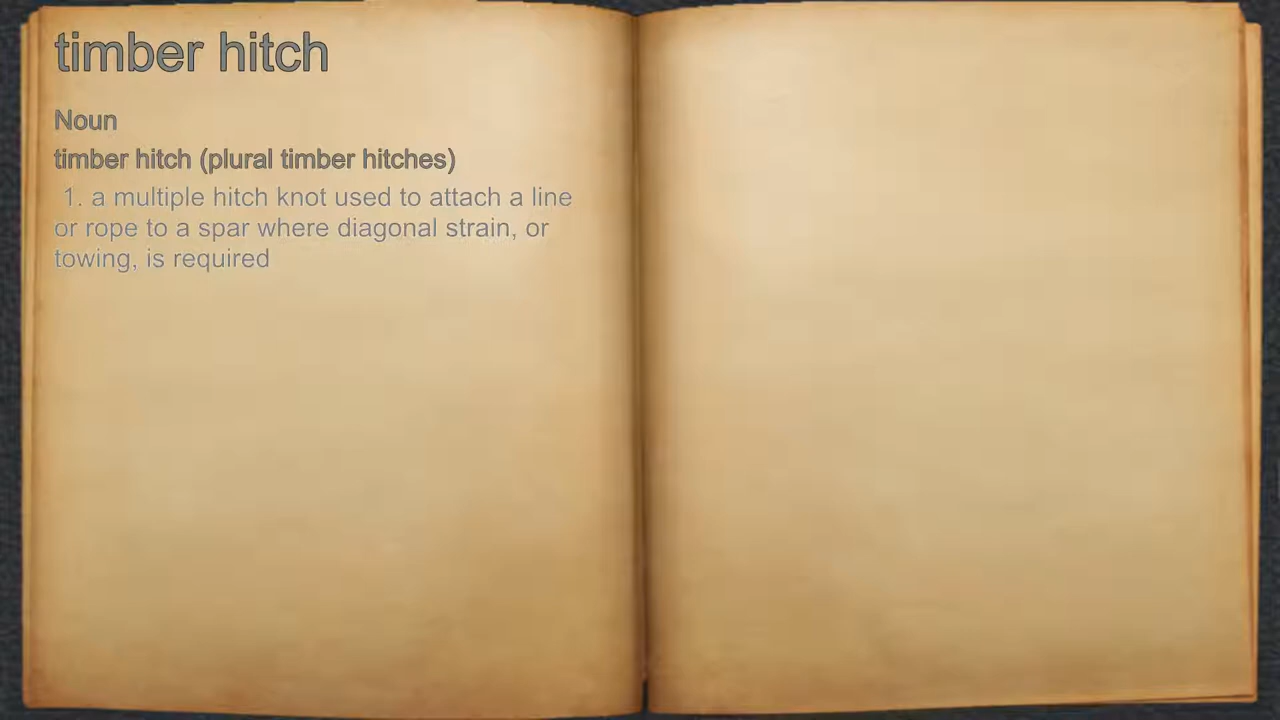 timber hitch
Noun
timber hitch (plural timber hitches)
1. a multiple hitch knot used to attach a line
or rope to a spar where diagonal strain, or
towing, is required